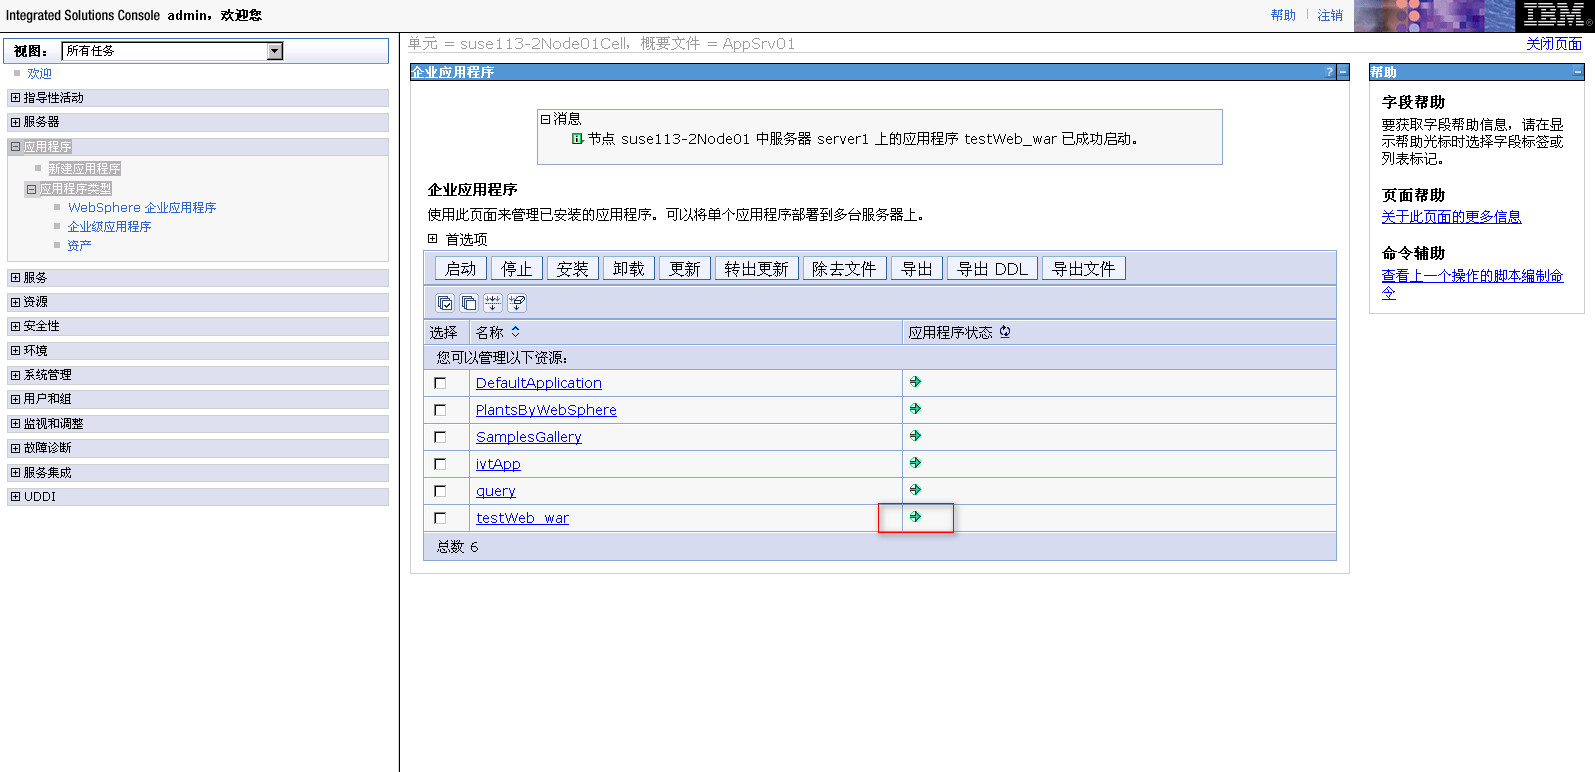 Integrated Solutions Console admin，欢迎您
帮助 注销
IBM
视图： 所有任务
欢迎
指导性活动
服务器
应用程序
新建应用程序
应用程序类型
WebSphere 企业应用程序
企业级应用程序
资产
服务
资源
安全性
环境
系统管理
用户和组
监视和调整
故障诊断
服务集成
UDDI
单元 = suse113-2Node01Cell，概要文件 = AppSrv01
关闭页面
企业应用程序
?
消息
节点 suse113-2Node01 中服务器 server1 上的应用程序 testWeb_war 已成功启动。
企业应用程序
使用此页面来管理已安装的应用程序。可以将单个应用程序部署到多台服务器上。
首选项
启动 停止 安装 卸载 更新 转出更新 除去文件 导出 导出 DDL 导出文件
选择 名称 应用程序状态
您可以管理以下资源：
DefaultApplication
PlantsByWebSphere
SamplesGallery
ivtApp
query
testWeb_war
总数 6
帮助
字段帮助
要获取字段帮助信息，请在显
示帮助光标时选择字段标签或
列表标记。
页面帮助
关于此页面的更多信息
命令辅助
查看上一个操作的脚本编制命
令